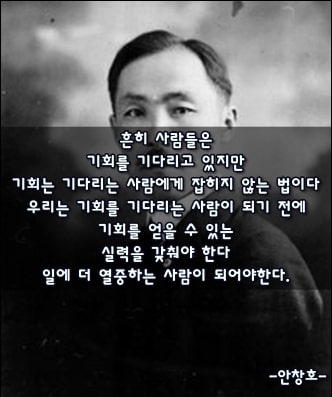 흔히 사람들은
기회를 기다리고 있지만
기회는 기다리는 사람에게 잡히지 않는 법이다
우리는 기회를 기다리는 사람이 되기 전에
기회를 얻을 수 있는
실력을 갖춰야 한다
일에 더 열중하는 사람이 되어야한다.
-안창호-